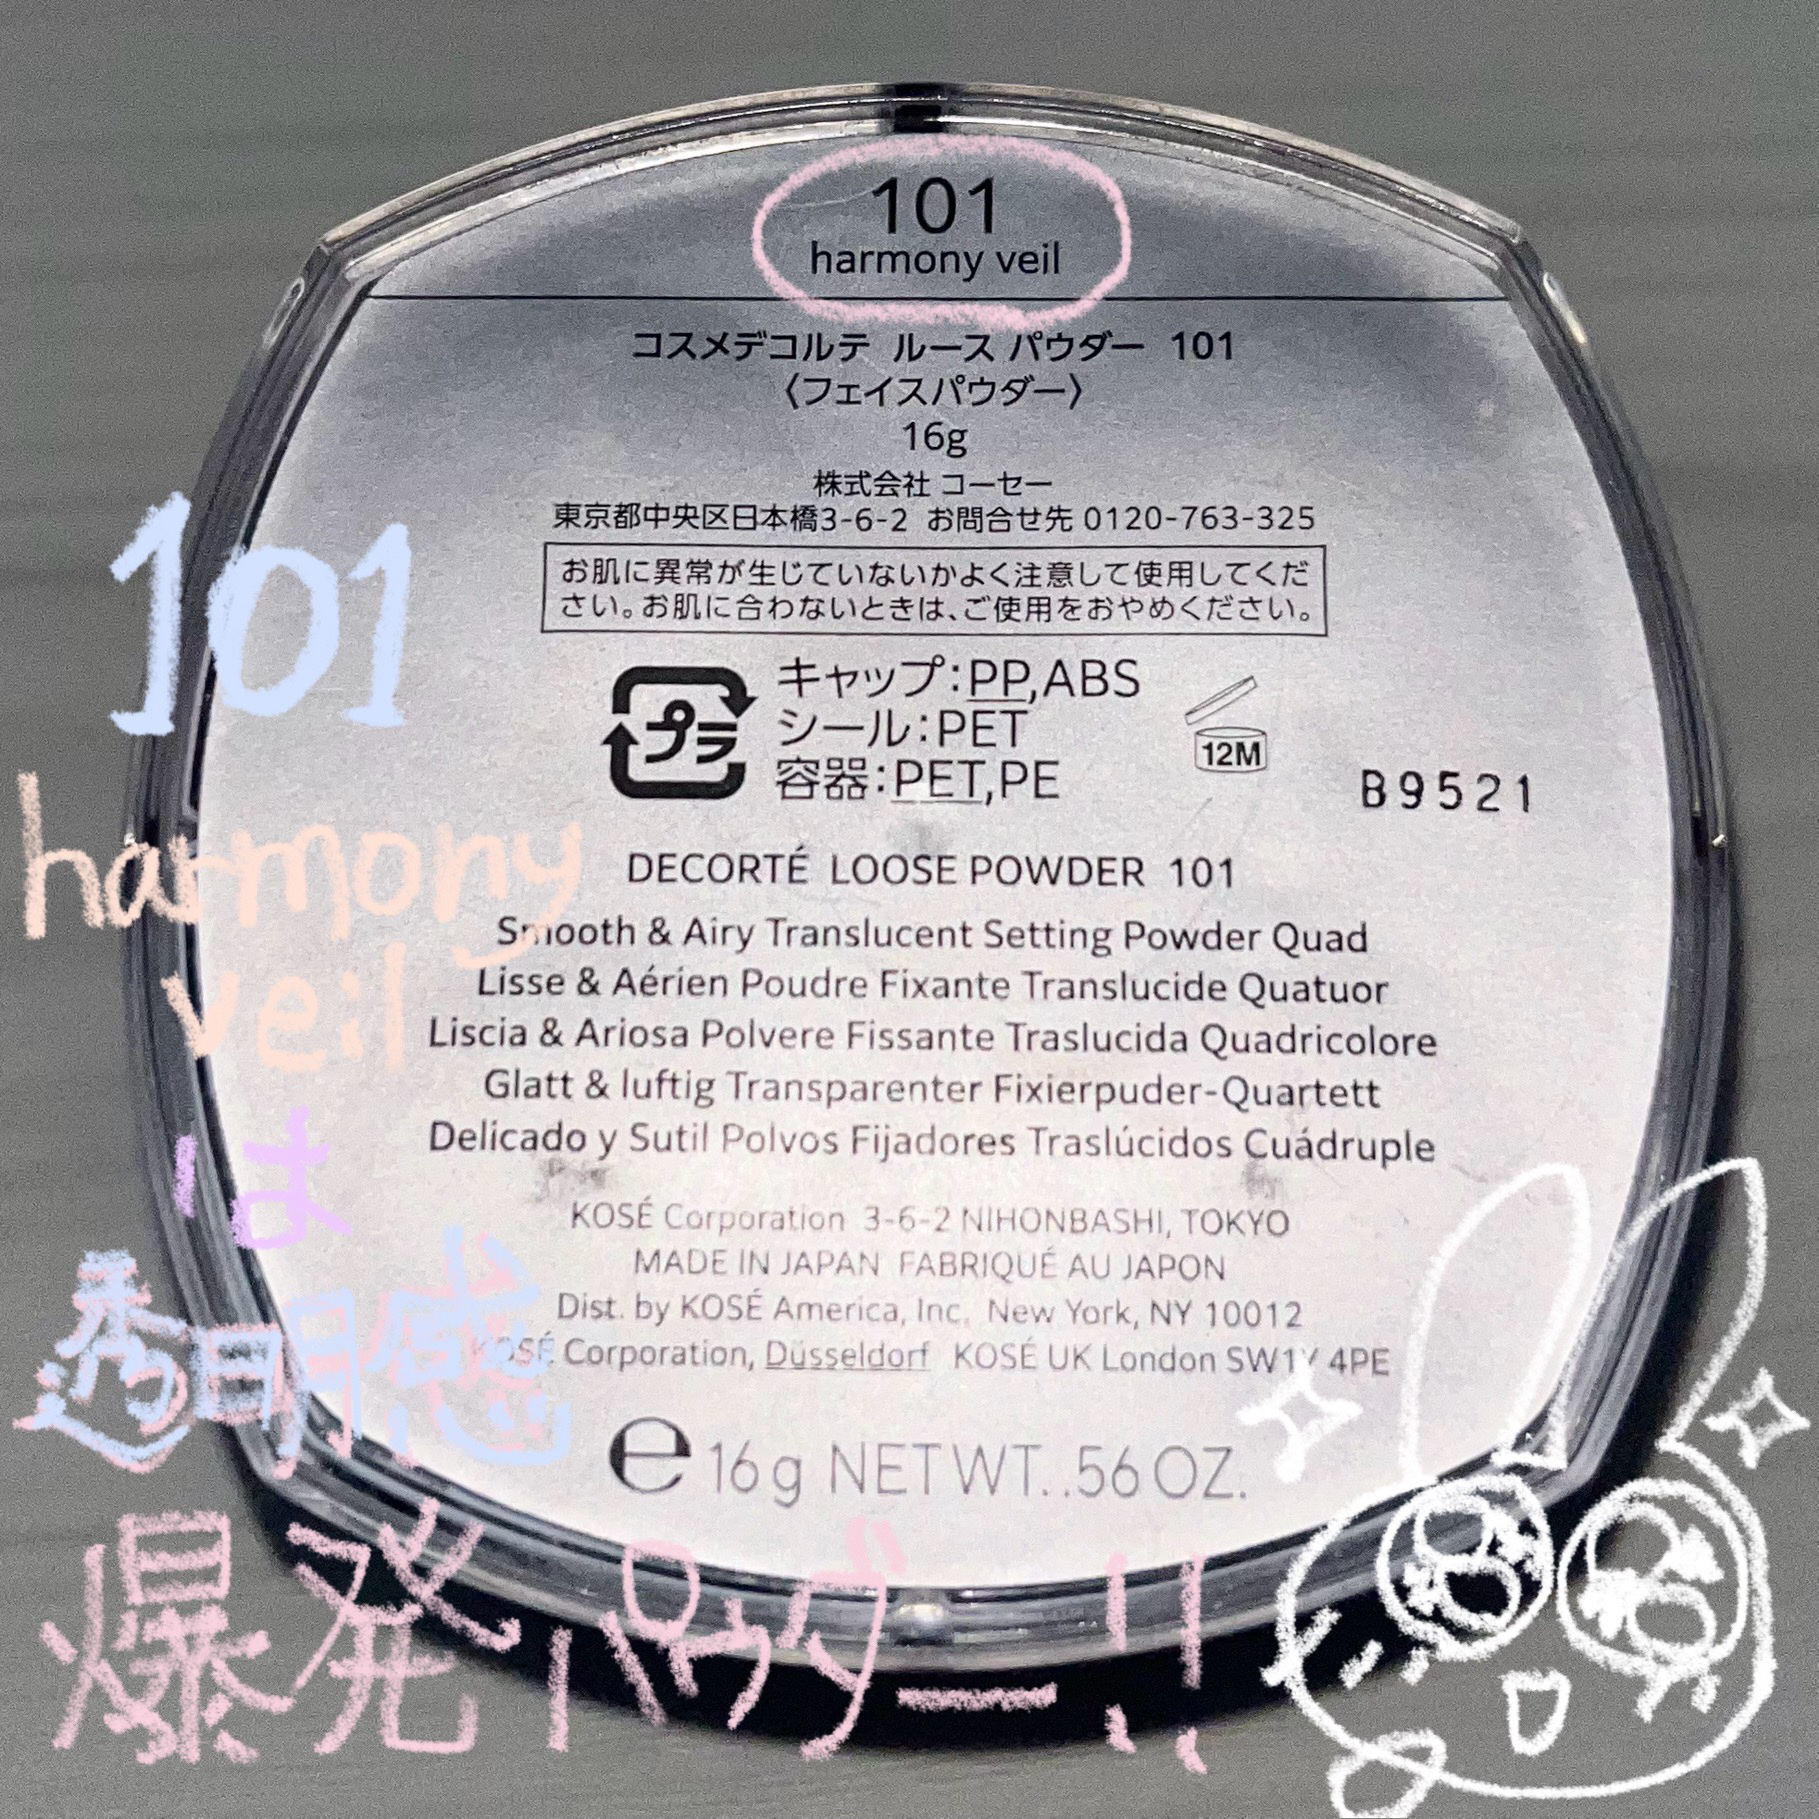 101
harmony veil
コスメデコルテ ルース パウダー 101
〈フェイスパウダー〉
16g
株式会社 コーセー
東京都中央区日本橋3-6-2 お問合せ先 0120-763-325
お肌に異常が生じていないかよく注意して使用してくだ
さい。お肌に合わないときは、ご使用をおやめください。
プラ
キャップ:PP,ABS
シール:PET
容器:PET,PE
12M
B9521
DECORTÉ LOOSE POWDER 101
Smooth & Airy Translucent Setting Powder Quad
Lisse & Aérien Poudre Fixante Translucide Quatuor
Liscia & Ariosa Polvere Fissante Traslucida Quadricolore
Glatt & luftig Transparenter Fixierpuder-Quartett
Delicado y Sutil Polvos Fijadores Traslúcidos Cuádruple
KOSÉ Corporation 3-6-2 NIHONBASHI, TOKYO
MADE IN JAPAN FABRIQUÉ AU JAPON
Dist. by KOSÉ America, Inc. New York, NY 10012
KOSÉ Corporation, Düsseldorf KOSÉ UK London SW1Y 4PE
e 16g NET WT. .56 OZ.
101
harmony
veil
は
透明感
爆発パウダー!!